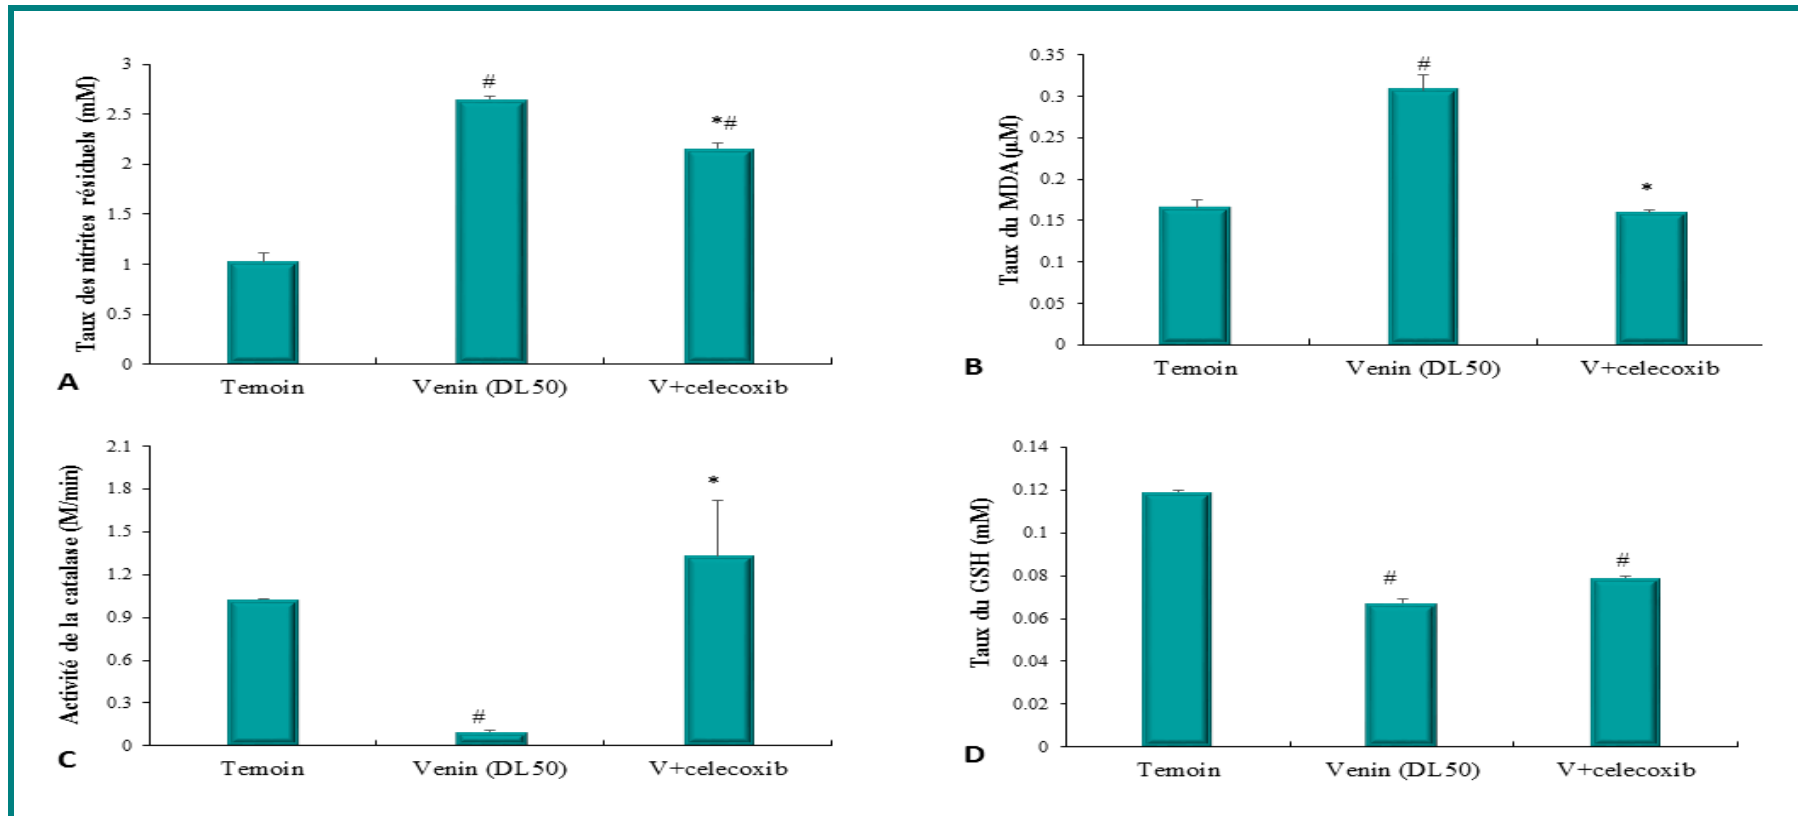 Taux des nitrites résiduels (mM)
3
2.5
2
1.5
1
0.5
0
#
*#
Temoin
Venin (DL50)
V+celecoxib
A
Taux du MDA (µM)
0.35
0.3
0.25
0.2
0.15
0.1
0.05
0
#
*
Temoin
Venin (DL50)
V+celecoxib
B
Activité de la catalase (M/min)
2.1
1.8
1.5
1.2
0.9
0.6
0.3
0
#
*
Temoin
Venin (DL50)
V+celecoxib
C
Taux du GSH (mM)
0.14
0.12
0.1
0.08
0.06
0.04
0.02
0
#
#
Temoin
Venin (DL50)
V+celecoxib
D